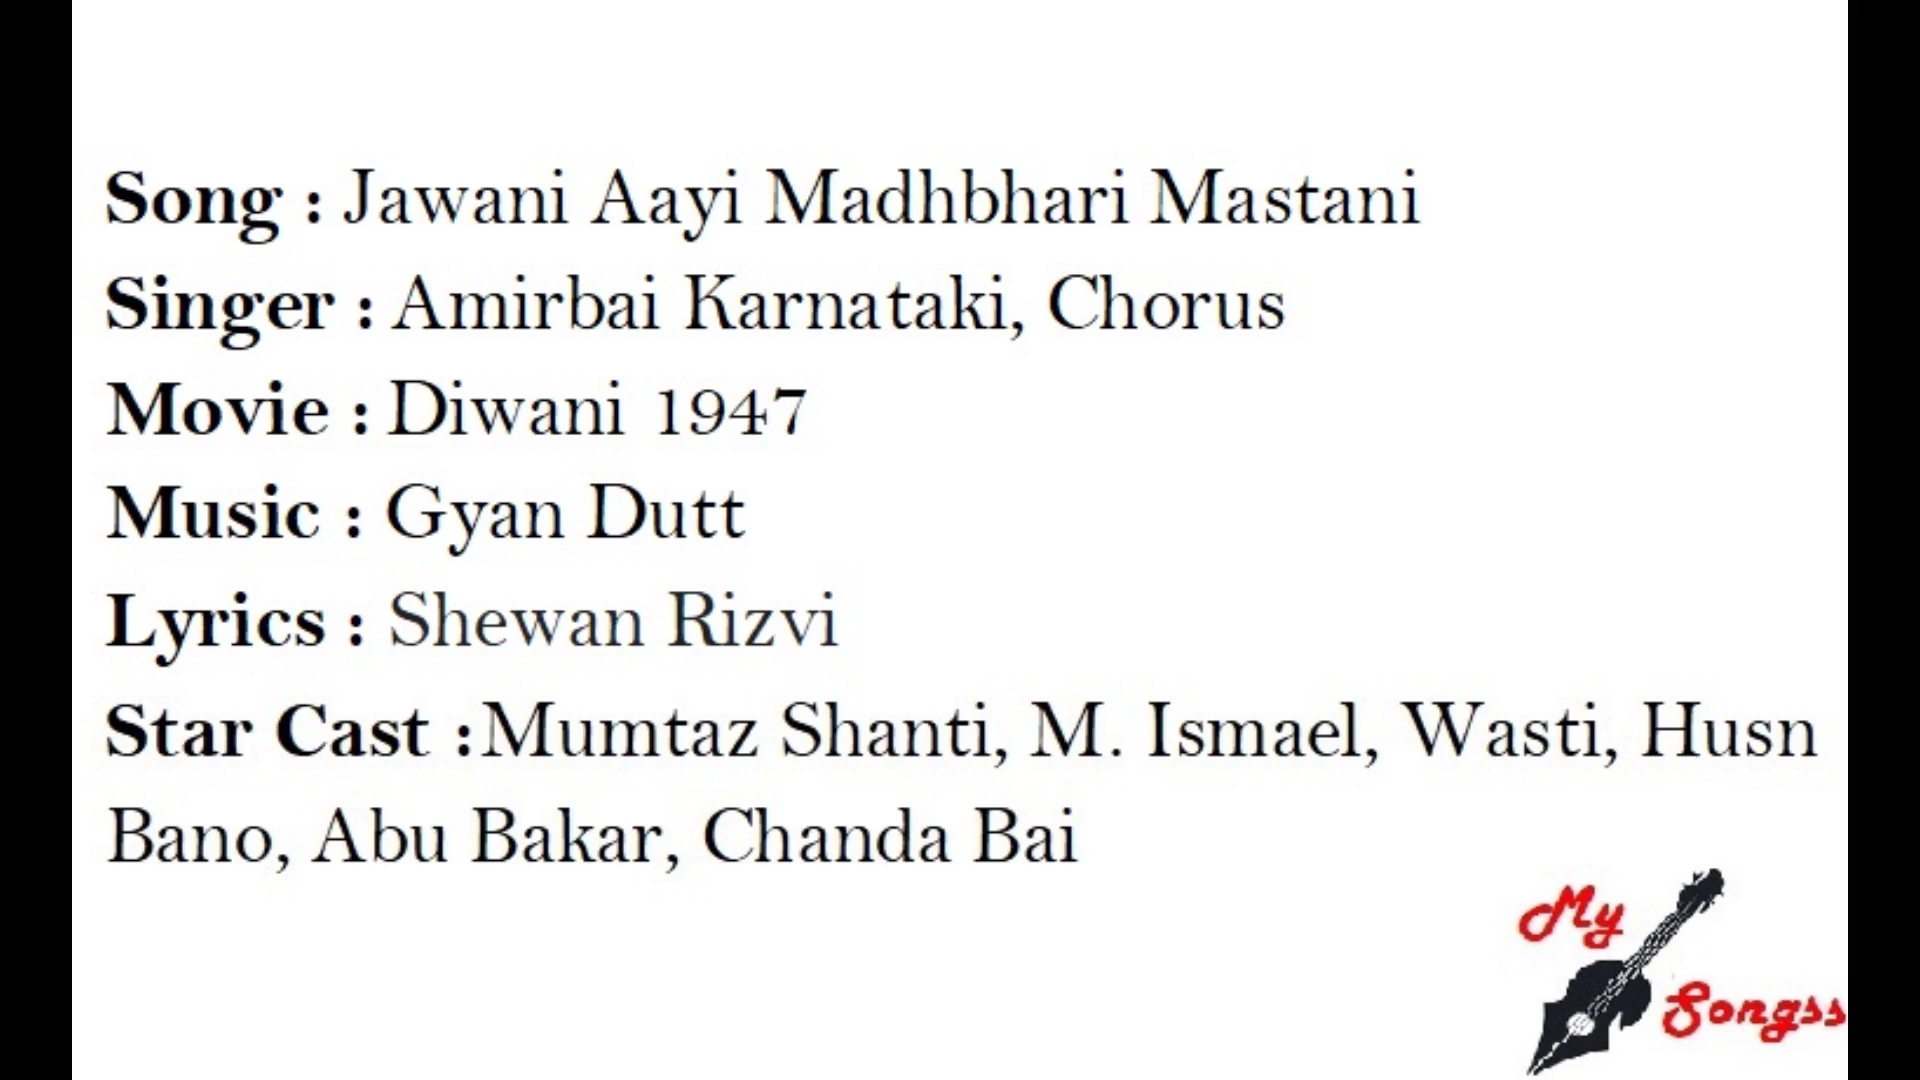 Song : Jawani Aayi Madhbhari Mastani
Singer : Amirbai Karnataki, Chorus
Movie : Diwani 1947
Music : Gyan Dutt
Lyrics : Shewan Rizvi
Star Cast :Mumtaz Shanti, M. Ismael, Wasti, Husn
Bano, Abu Bakar, Chanda Bai
My
Songss